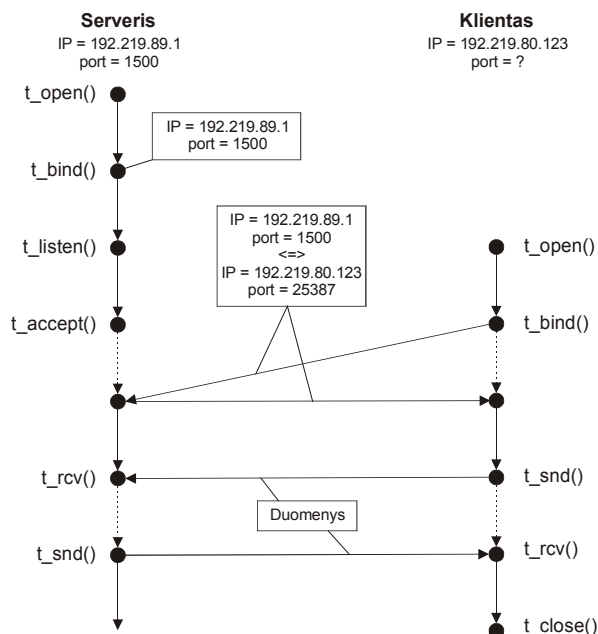 Serveris
IP = 192.219.89.1
port = 1500
Klientas
IP = 192.219.80.123
port = ?
t_open()
IP = 192.219.89.1
port = 1500
t_bind()
IP = 192.219.89.1
port = 1500
<=>
IP = 192.219.80.123
port = 25387
t_listen()
t_open()
t_accept()
t_bind()
t_rcv()
t_snd()
Duomenys
t_snd()
t_rcv()
t_close()